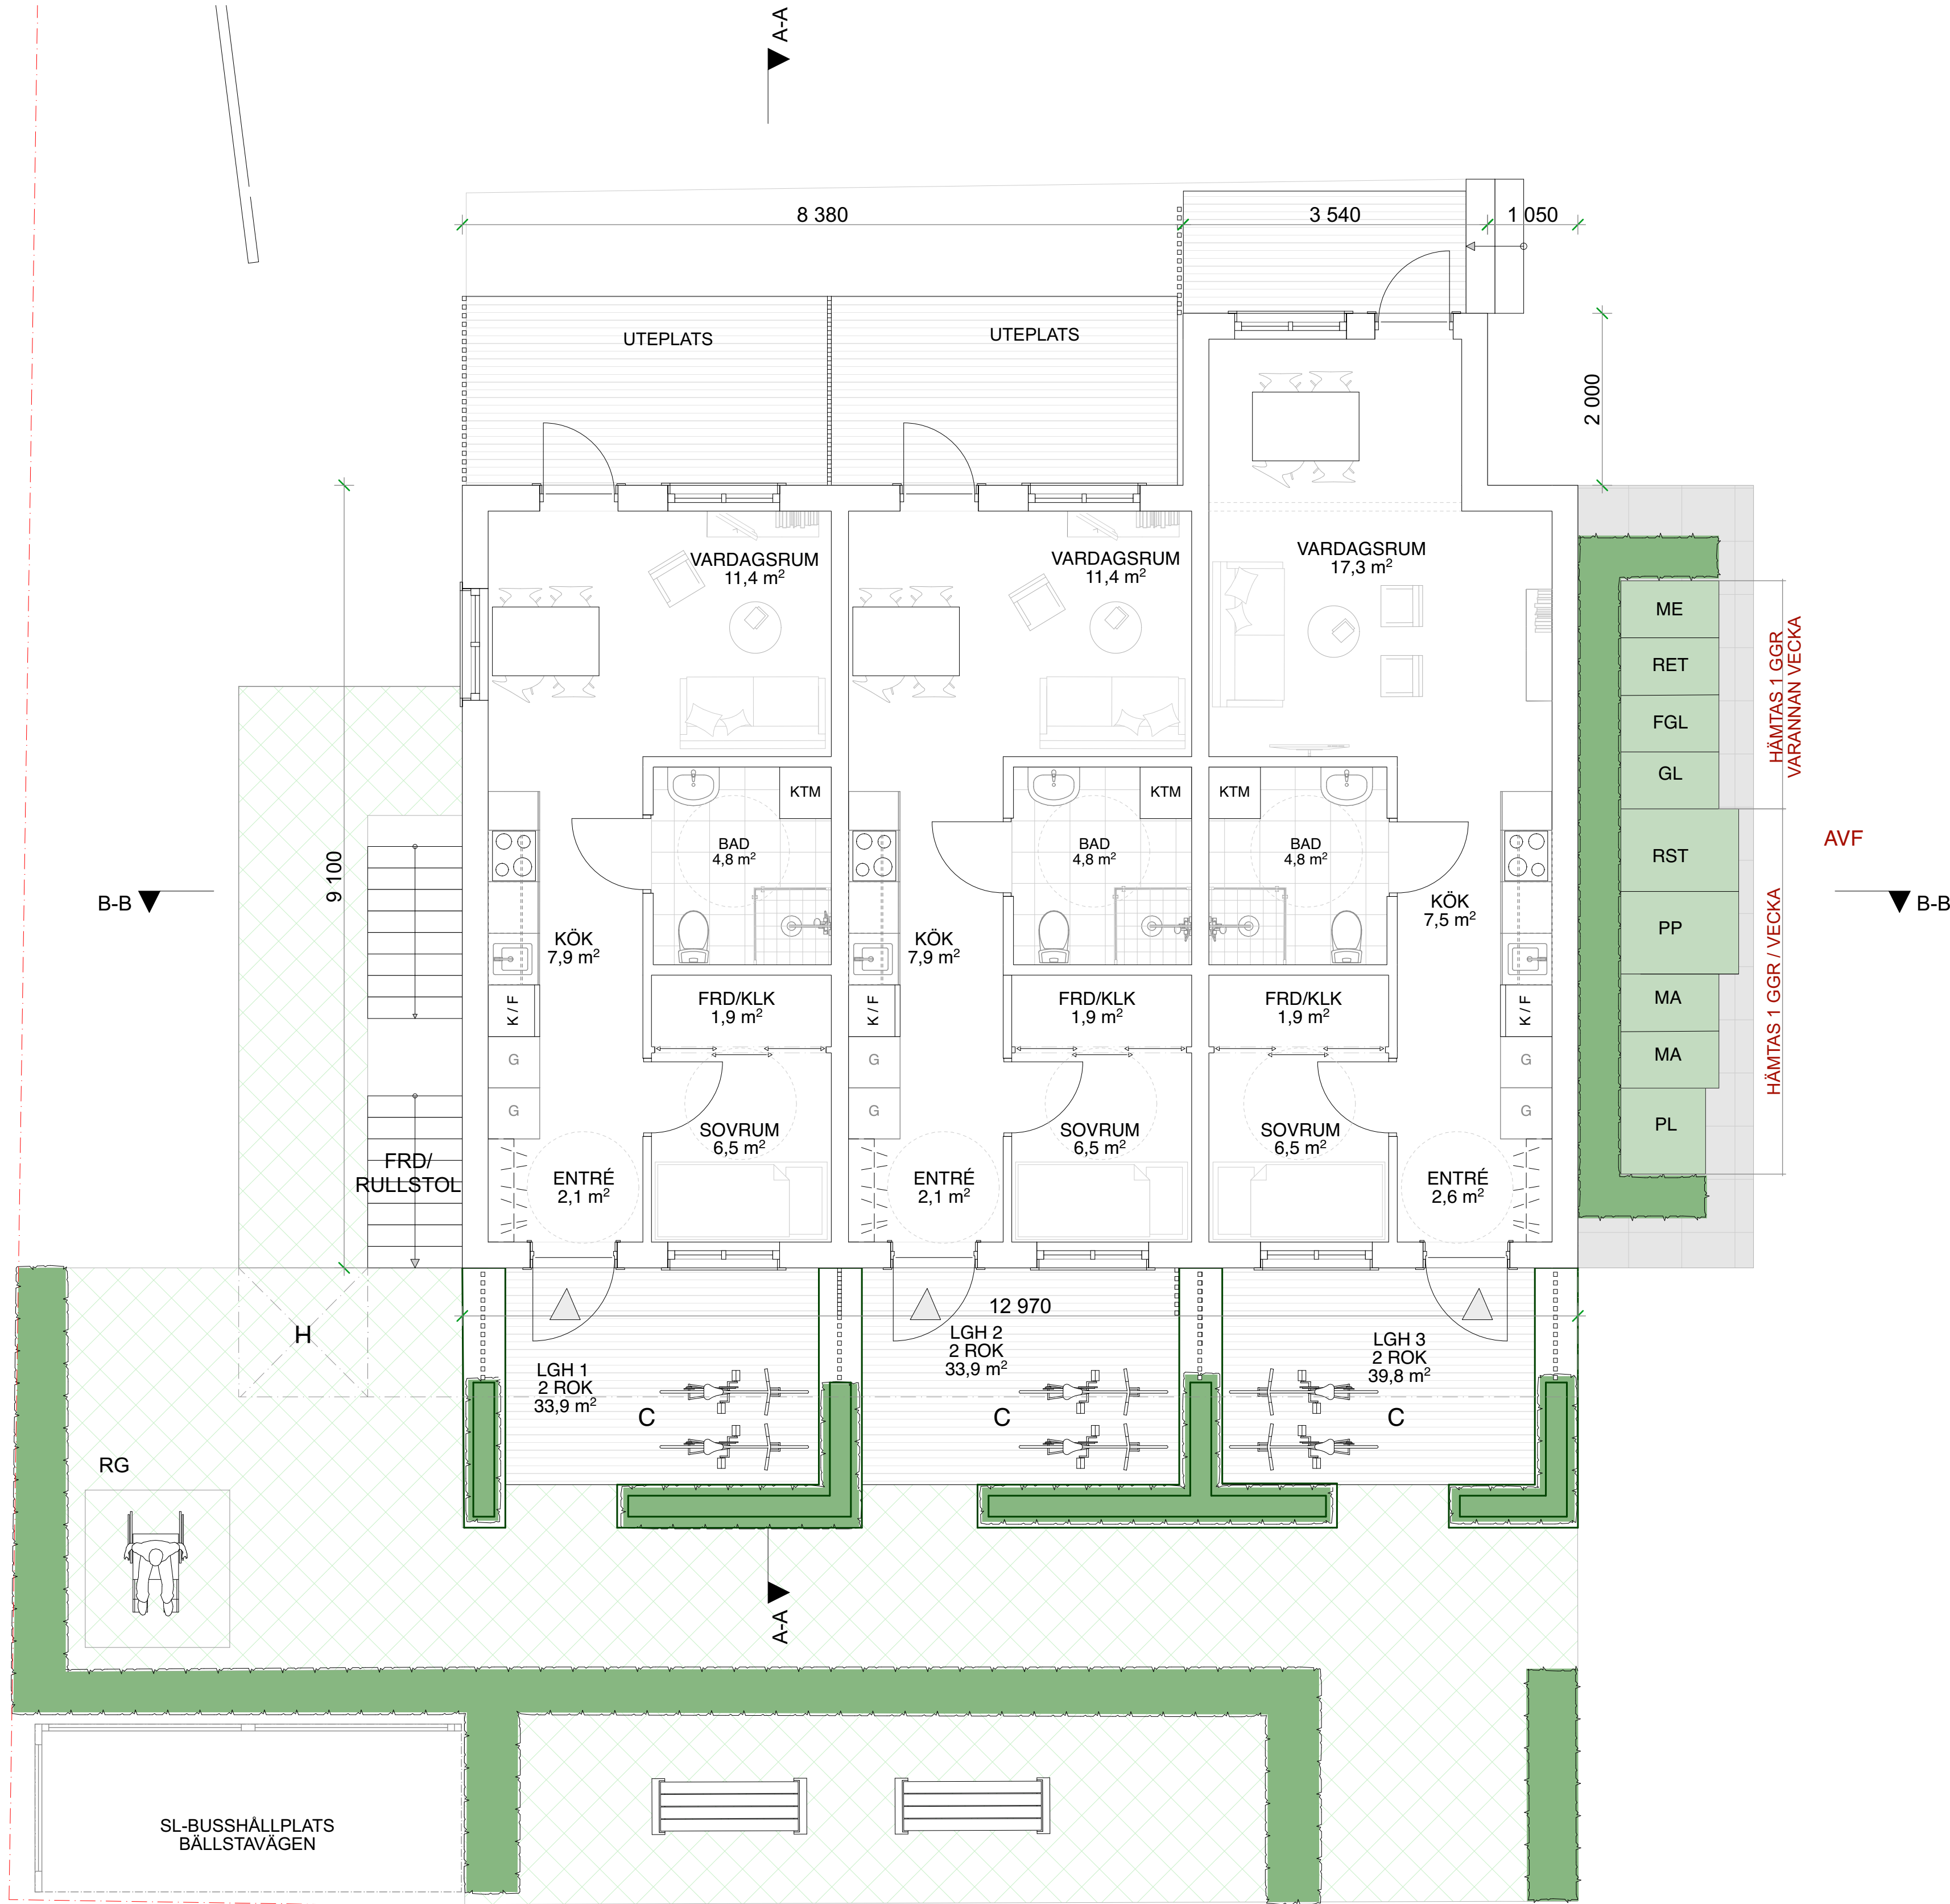 A-A
8 380
3 540
1 050
UTEPLATS
UTEPLATS
2 000
9 100
VARDAGSRUM
11,4 m²
VARDAGSRUM
11,4 m²
VARDAGSRUM
17,3 m²
KTM
KTM
KTM
BAD
4,8 m²
BAD
4,8 m²
BAD
4,8 m²
B-B
KÖK
7,9 m²
KÖK
7,9 m²
KÖK
7,5 m²
K / F
K / F
K / F
FRD/KLK
1,9 m²
FRD/KLK
1,9 m²
FRD/KLK
1,9 m²
G
G
G
G
G
G
SOVRUM
6,5 m²
SOVRUM
6,5 m²
SOVRUM
6,5 m²
FRD/
RULLSTOL
ENTRÉ
2,1 m²
ENTRÉ
2,1 m²
ENTRÉ
2,6 m²
ME
RET
FGL
GL
RST
PP
MA
MA
PL
HÄMTAS 1 GGR
VARANNAN VECKA
HÄMTAS 1 GGR / VECKA
AVF
B-B
12 970
H
LGH 1
2 ROK
33,9 m²
C
LGH 2
2 ROK
33,9 m²
C
LGH 3
2 ROK
39,8 m²
C
RG
A-A
SL-BUSSHÅLLPLATS
BÄLLSTAVÄGEN